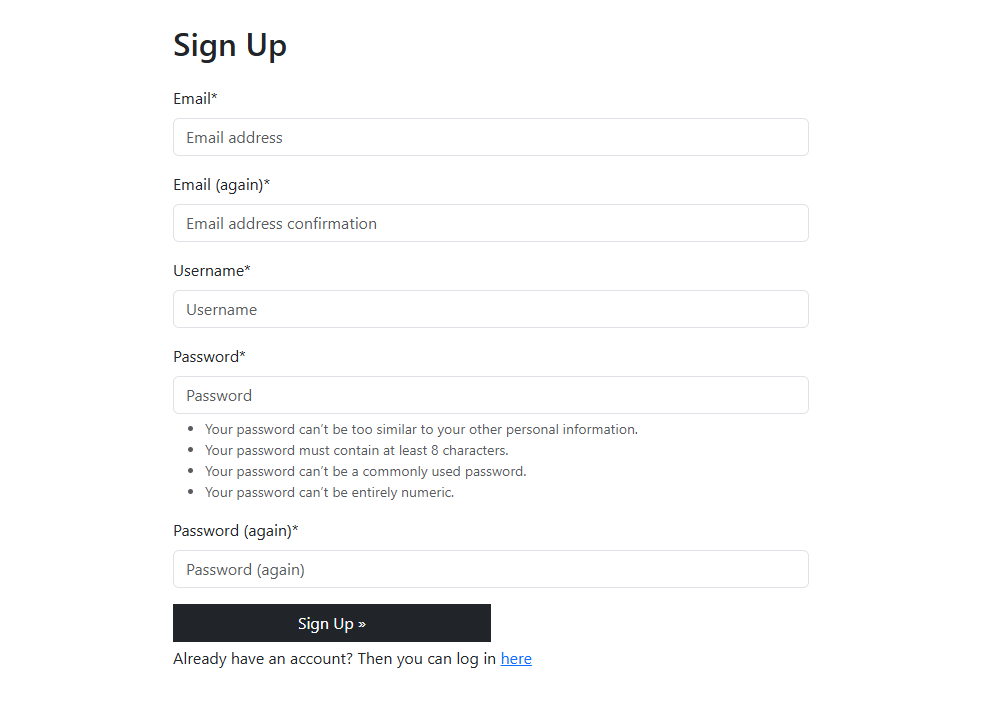 Sign Up
Email*
Email address
Email (again)*
Email address confirmation
Username*
Username
Password*
Password
• Your password can’t be too similar to your other personal information.
• Your password must contain at least 8 characters.
• Your password can’t be a commonly used password.
• Your password can’t be entirely numeric.
Password (again)*
Password (again)
Sign Up »
Already have an account? Then you can log in here